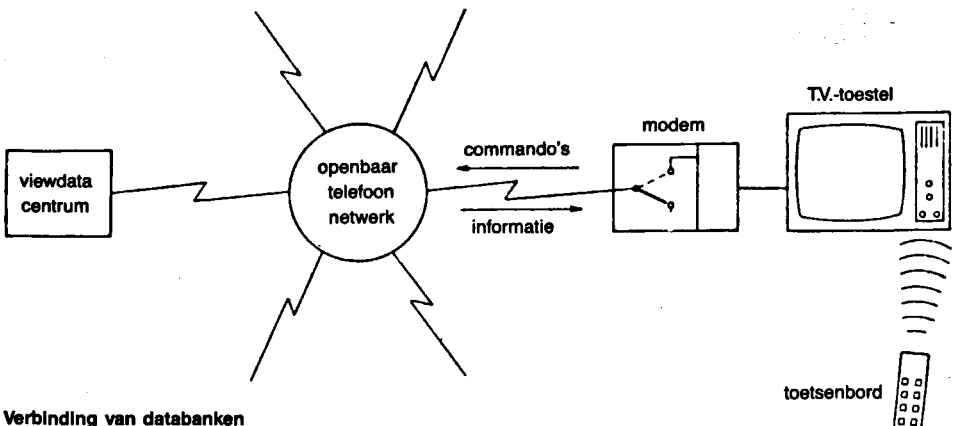 T.V.-toestel
modem
commando's
viewdata
centrum
openbaar
telefoon
netwerk
informatie
toetsenbord
Verbinding van databanken